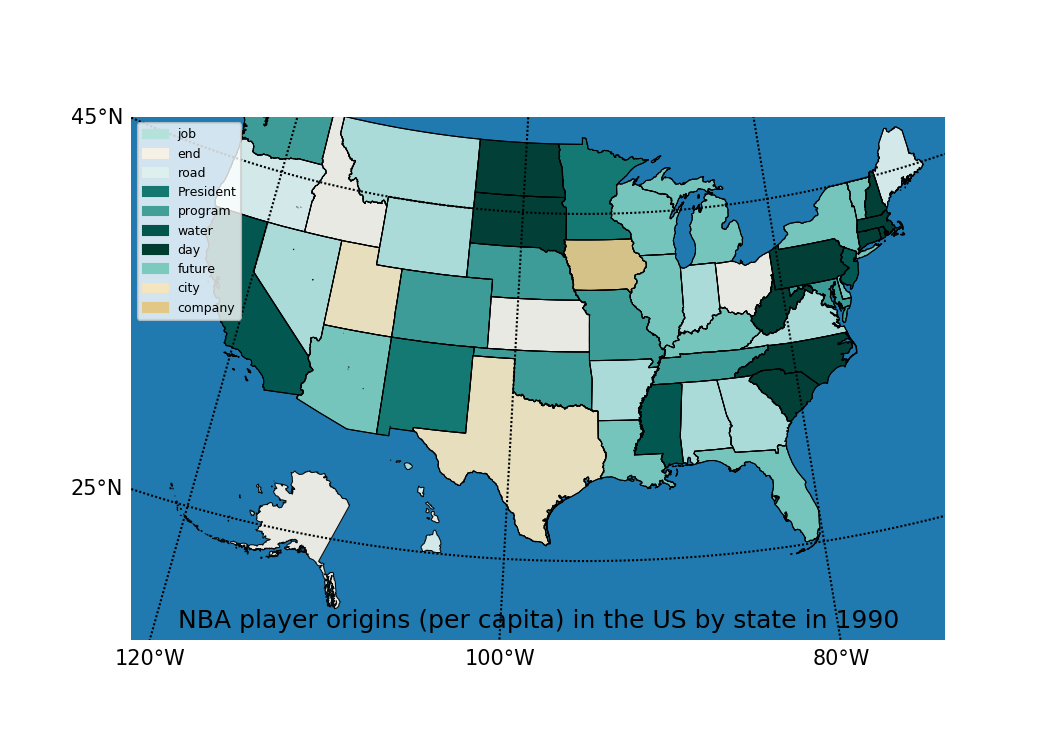 45°N
job
end
road
President
program
water
day
future
city
company
25°N
NBA player origins (per capita) in the US by state in 1990
120°W 100°W 80°W